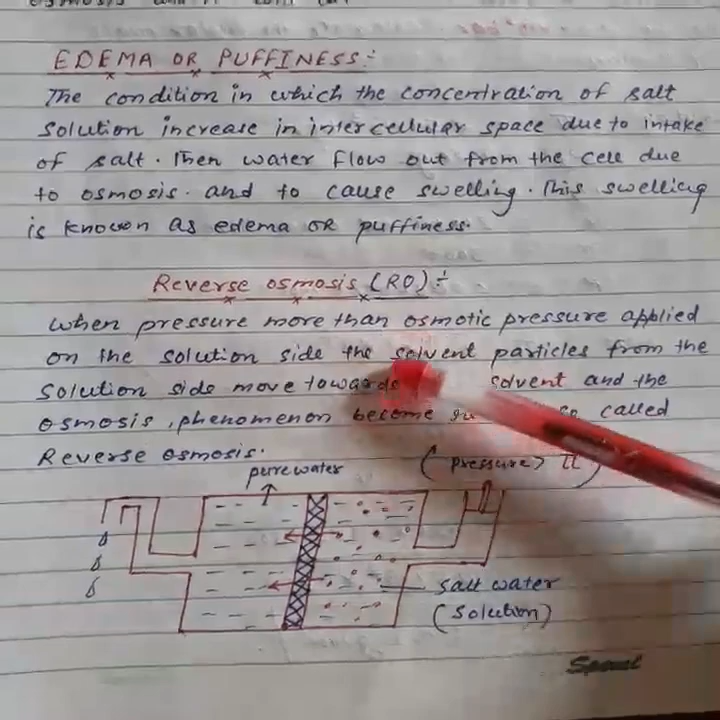 EDEMA OR PUFFINESS :-
The condition in which the concentration of salt
solution increase in intercellular space due to intake
of salt. Then water flow out from the cell due
to osmosis. and to cause swelling. This swelling
is known as edema OR puffiness.
Reverse osmosis (RO) :-
When pressure more than osmotic pressure applied
on the solution side the solvent particles from the
solution side move towards solvent and the
osmosis, phenomenon become called
Reverse osmosis.
pure water
(pressure > π)
salt water
(solution)